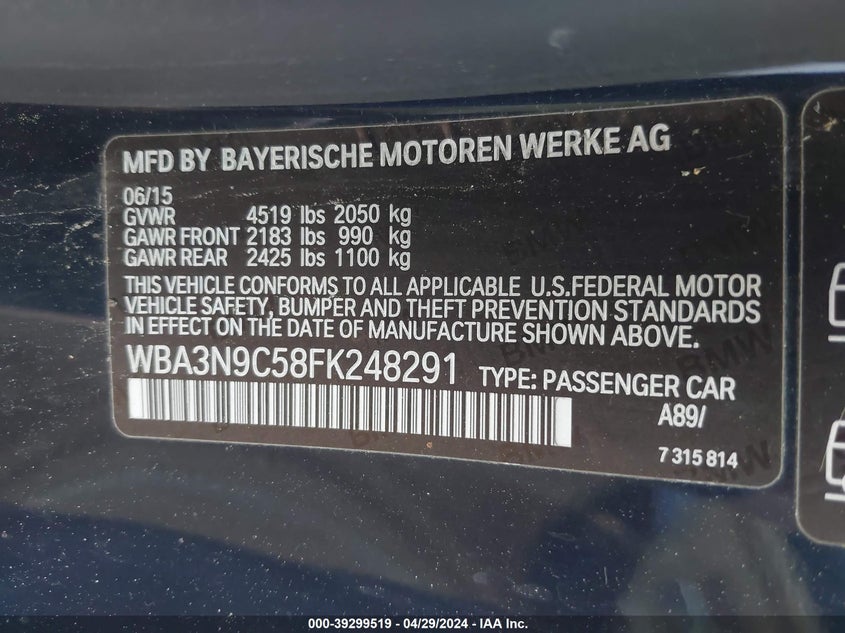 MFD BY BAYERISCHE MOTOREN WERKE AG
06/15
GVWR 4519 lbs 2050 kg
GAWR FRONT 2183 lbs 990 kg
GAWR REAR 2425 lbs 1100 kg
THIS VEHICLE CONFORMS TO ALL APPLICABLE U.S.FEDERAL MOTOR
VEHICLE SAFETY, BUMPER AND THEFT PREVENTION STANDARDS
IN EFFECT ON THE DATE OF MANUFACTURE SHOWN ABOVE.
WBA3N9C58FK248291 TYPE: PASSENGER CAR
A89/
7 315 814
000-39299519 / 04/29/2024 - IAA Inc.